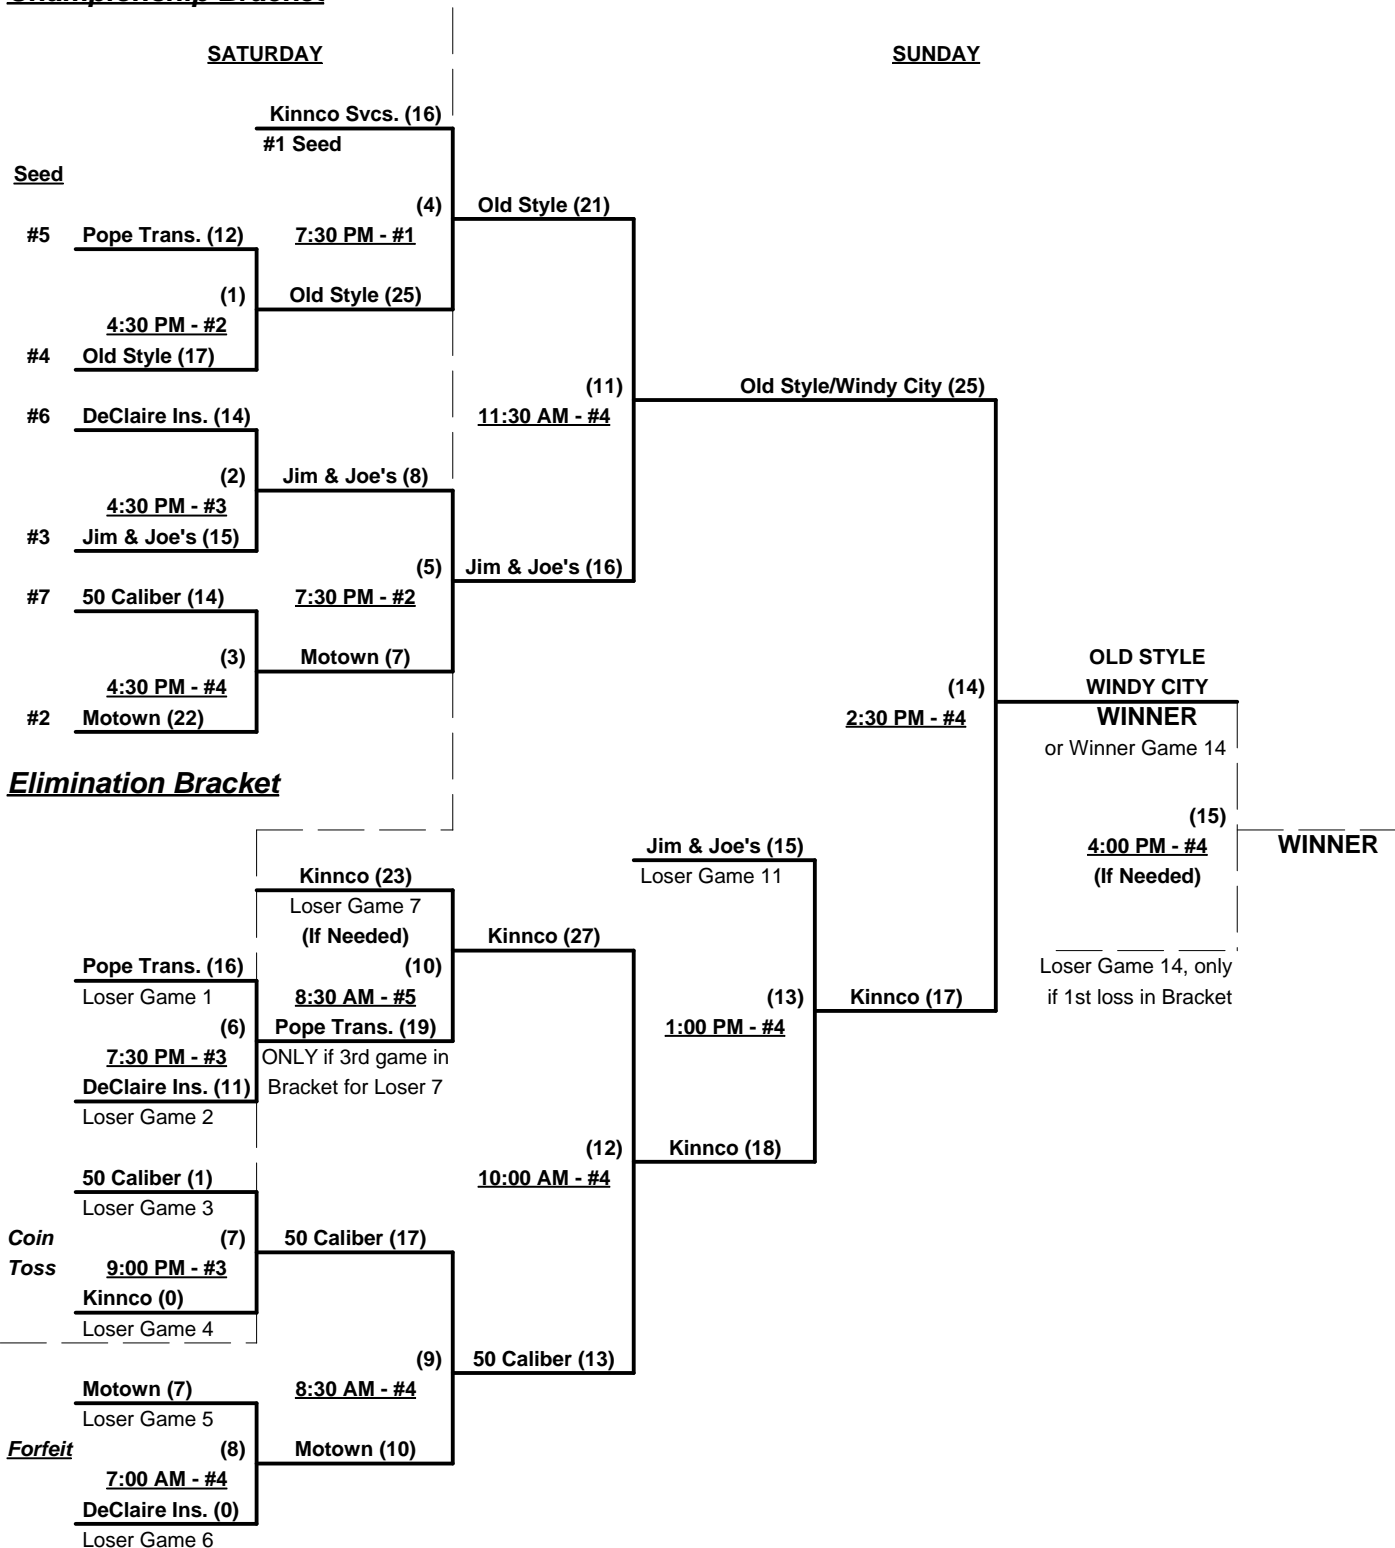 Championship Bracket
SATURDAY
SUNDAY
Kinnco Svcs. (16)
#1 Seed
Seed
(4)
Old Style (21)
#5
Pope Trans. (12)
7:30 PM - #1
(1)
Old Style (25)
4:30 PM - #2
#4
Old Style (17)
(11)
Old Style/Windy City (25)
#6
DeClaire Ins. (14)
11:30 AM - #4
(2)
Jim & Joe's (8)
4:30 PM - #3
#3
Jim & Joe's (15)
(5)
Jim & Joe's (16)
#7
50 Caliber (14)
7:30 PM - #2
(3)
Motown (7)
OLD STYLE
4:30 PM - #4
(14)
WINDY CITY
#2
Motown (22)
2:30 PM - #4
WINNER
or Winner Game 14
Elimination Bracket
(15)
Jim & Joe's (15)
4:00 PM - #4
WINNER
Kinnco (23)
Loser Game 11
(If Needed)
Loser Game 7
(If Needed)
Kinnco (27)
Pope Trans. (16)
(10)
Loser Game 14, only
Loser Game 1
8:30 AM - #5
(13)
Kinnco (17)
if 1st loss in Bracket
(6)
Pope Trans. (19)
1:00 PM - #4
7:30 PM - #3
ONLY if 3rd game in
DeClaire Ins. (11)
Bracket for Loser 7
Loser Game 2
(12)
Kinnco (18)
50 Caliber (1)
10:00 AM - #4
Loser Game 3
Coin
(7)
50 Caliber (17)
Toss
9:00 PM - #3
Kinnco (0)
Loser Game 4
(9)
50 Caliber (13)
Motown (7)
8:30 AM - #4
Loser Game 5
Forfeit
(8)
Motown (10)
7:00 AM - #4
DeClaire Ins. (0)
Loser Game 6